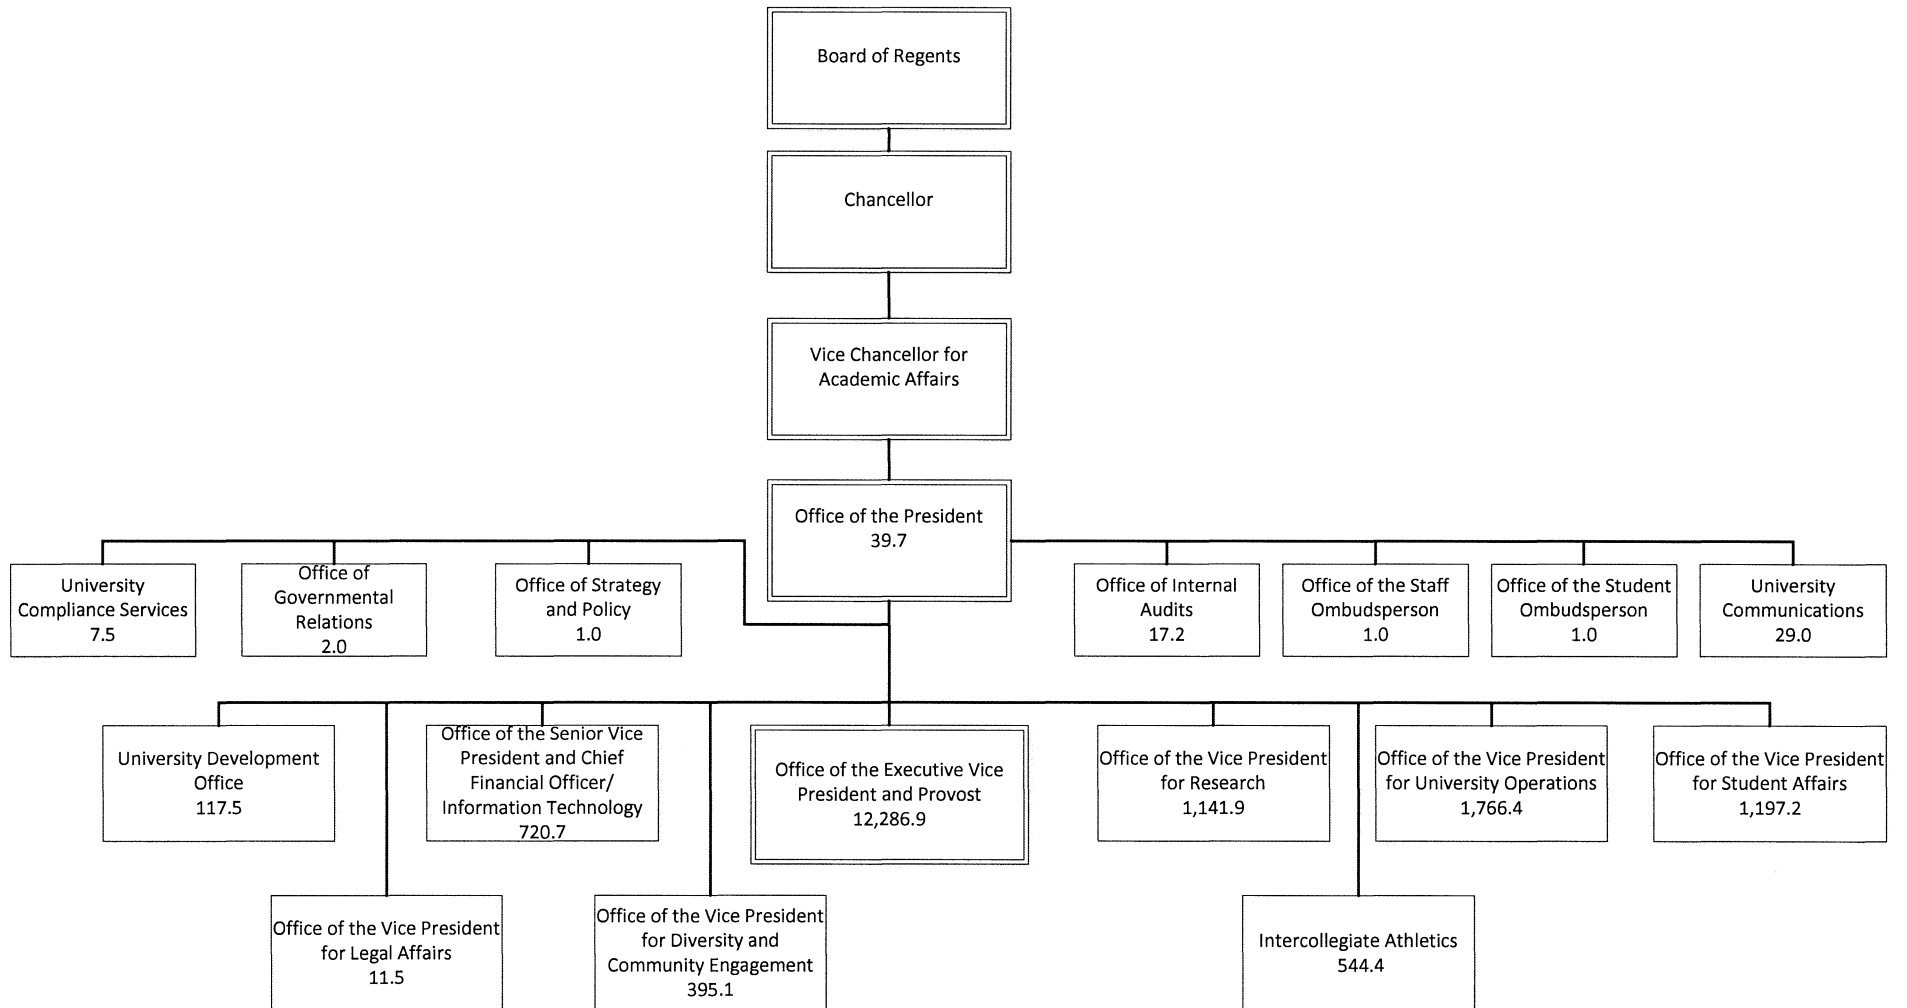 Board of Regents
Chancellor
Vice Chancellor for
Academic Affairs
Office of the President
39.7
University
Compliance Services
7.5
Office of
Governmental
Relations
2.0
Office of Strategy
and Policy
1.0
Office of Internal
Audits
17.2
Office of the Staff
Ombudsperson
1.0
Office of the Student
Ombudsperson
1.0
University
Communications
29.0
University Development
Office
117.5
Office of the Senior Vice
President and Chief
Financial Officer/
Information Technology
720.7
Office of the Executive Vice
President and Provost
12,286.9
Office of the Vice President
for Research
1,141.9
Office of the Vice President
for University Operations
1,766.4
Office of the Vice President
for Student Affairs
1,197.2
Office of the Vice President
for Legal Affairs
11.5
Office of the Vice President
for Diversity and
Community Engagement
395.1
Intercollegiate Athletics
544.4